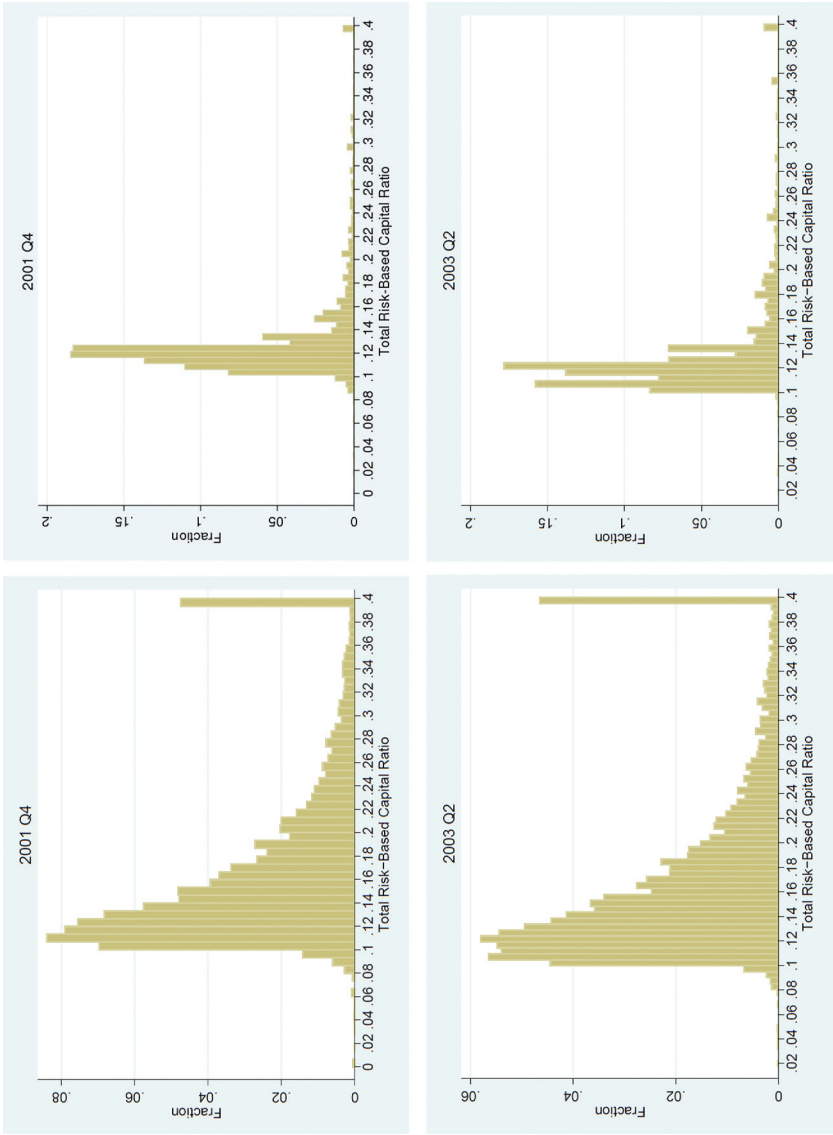 2001 Q4
Fraction
.08
.06
.04
.02
0
0 .02 .04 .06 .08 .1 .12 .14 .16 .18 .2 .22 .24 .26 .28 .3 .32 .34 .36 .38 .4
Total Risk−Based Capital Ratio
2001 Q4
Fraction
.2
.15
.1
.05
0
0 .02 .04 .06 .08 .1 .12 .14 .16 .18 .2 .22 .24 .26 .28 .3 .32 .34 .36 .38 .4
Total Risk-Based Capital Ratio
2003 Q2
Fraction
.06
.04
.02
0
.02 .04 .06 .08 .1 .12 .14 .16 .18 .2 .22 .24 .26 .28 .3 .32 .34 .36 .38 .4
Total Risk−Based Capital Ratio
2003 Q2
Fraction
.2
.15
.1
.05
0
.02 .04 .06 .08 .1 .12 .14 .16 .18 .2 .22 .24 .26 .28 .3 .32 .34 .36 .38 .4
Total Risk−Based Capital Ratio